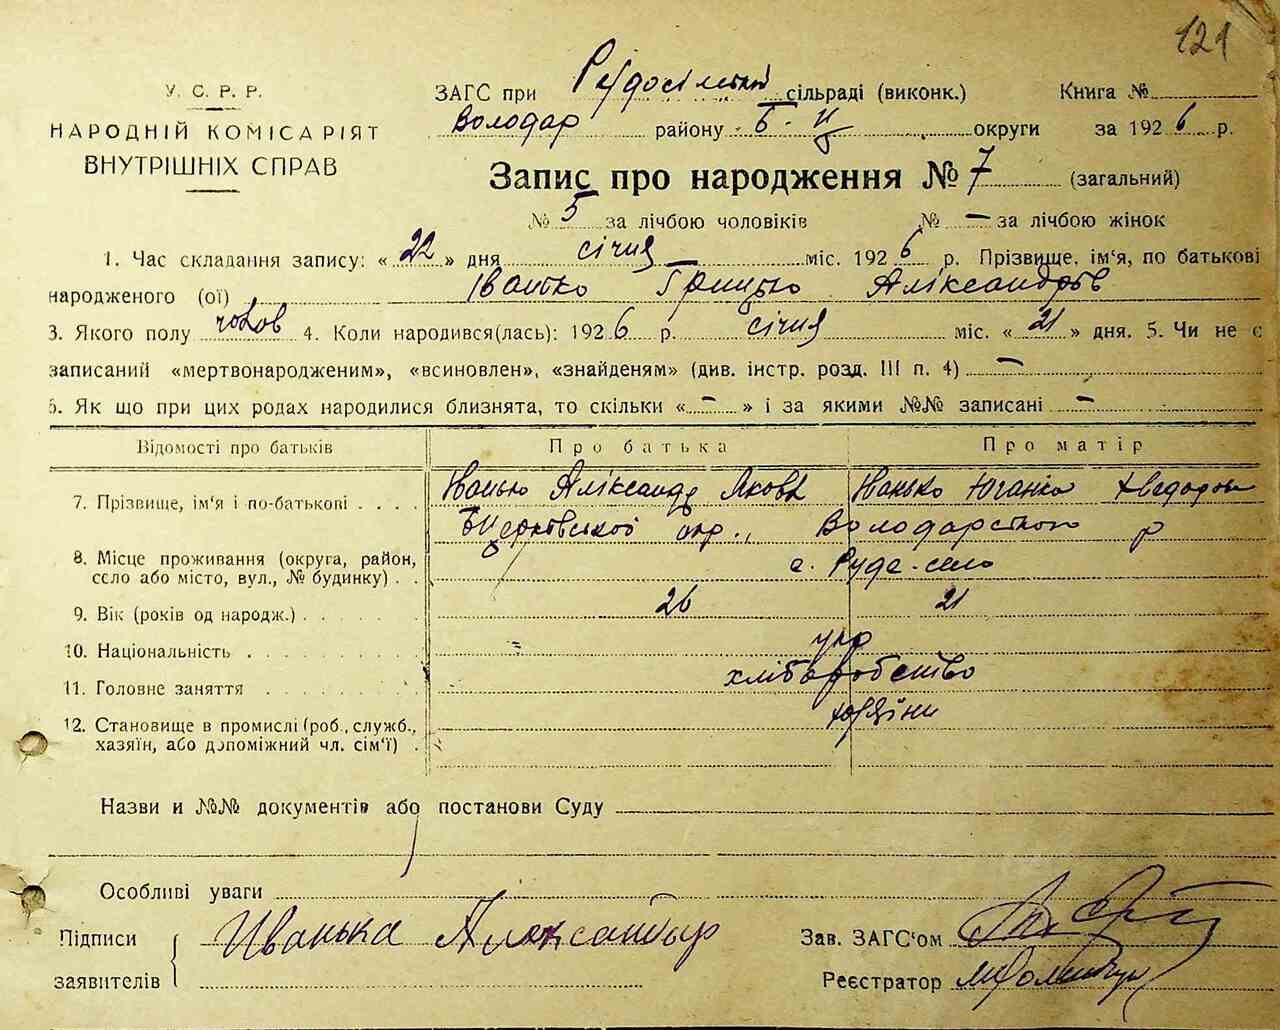 121
У. С. Р. Р.
НАРОДНІЙ КОМІСАРІЯТ
ВНУТРІШНІХ СПРАВ
ЗАГС при Рудосільській сільраді (виконк.) Книга №
Володар району Б-Ц округи за 1926 р.
Запис про народження № 7 (загальний)
№ 5 за лічбою чоловіків № – за лічбою жінок
1. Час складання запису: « 22 » дня січня міс. 1926 р. Прізвище, ім‘я, по батькові
народженого (ої) Іванько Грицько Аліксандрів
3. Якого полу чолов 4. Коли народився(лась): 1926 р. січня міс. « 21 » дня. 5. Чи не є
записаний «мертвонародженим», «всиновлен», «знайденям» (див. інстр. розд. III п. 4) –
6. Як що при цих родах народилися близнята, то скільки « – » і за якими №№ записані –
Відомості про батьків Про батька Про матір
7. Прізвище, ім‘я і по-батькові Іванько Аліксандр Яковл Іванько Юганна Хведоровн
Бцерковської окр., Володарського р
8. Місце проживання (округа, район,
село або місто, вул., № будинку) с. Руде-село
9. Вік (років од народж.) 26 21
10. Національність укр
11. Головне заняття хліборобство
12. Становище в промислі (роб., служб.,
хазяїн, або допоміжний чл. сім‘ї)
Назви и №№ документів або постанови Суду
Особливі уваги
Підписи Иванька Александыр
заявителів
Зав. ЗАГС‘ом
Реєстратор